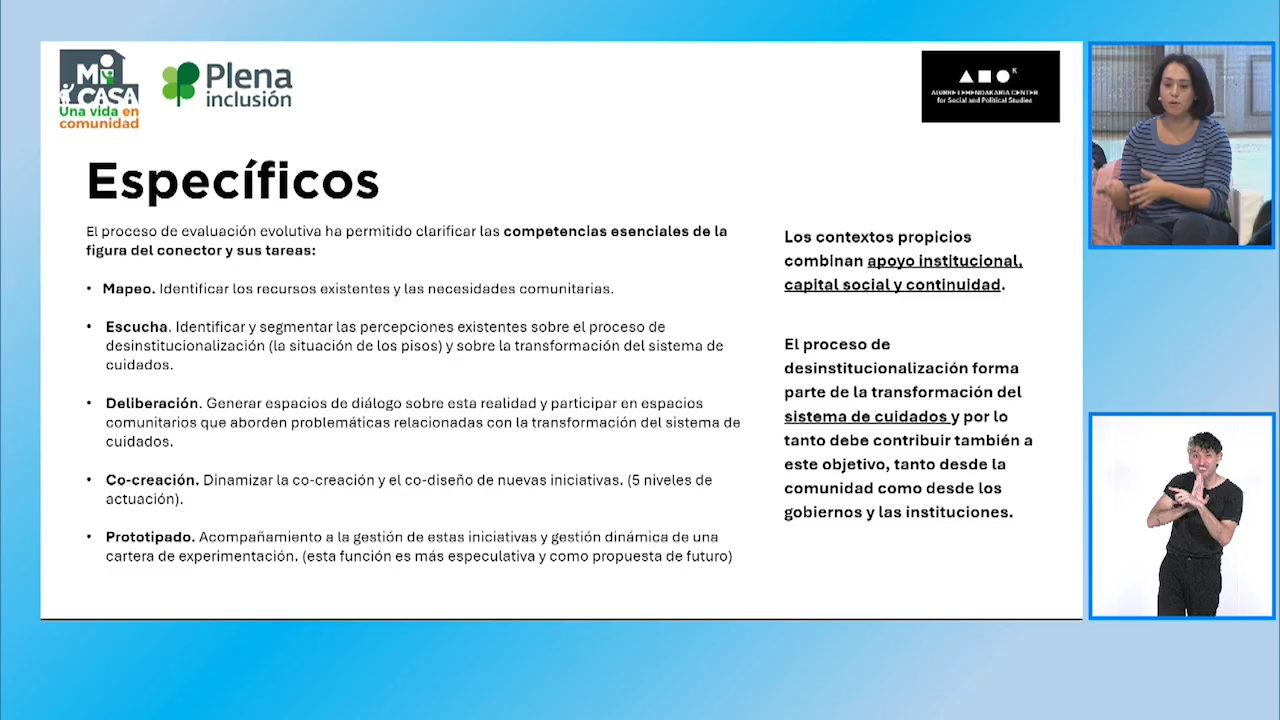 Mi
CASA
Una vida en
comunidad
Plena
inclusión
K
AGIRRE LEHENDAKARIA CENTER
for Social and Political Studies
Específicos
El proceso de evaluación evolutiva ha permitido clarificar las competencias esenciales de la
figura del conector y sus tareas:
• Mapeo. Identificar los recursos existentes y las necesidades comunitarias.
• Escucha. Identificar y segmentar las percepciones existentes sobre el proceso de
desinstitucionalización (la situación de los pisos) y sobre la transformación del sistema de
cuidados.
• Deliberación. Generar espacios de diálogo sobre esta realidad y participar en espacios
comunitarios que aborden problemáticas relacionadas con la transformación del sistema de
cuidados.
• Co-creación. Dinamizar la co-creación y el co-diseño de nuevas iniciativas. (5 niveles de
actuación).
• Prototipado. Acompañamiento a la gestión de estas iniciativas y gestión dinámica de una
cartera de experimentación. (esta función es más especulativa y como propuesta de futuro)
Los contextos propicios
combinan apoyo institucional,
capital social y continuidad.
El proceso de
desinstitucionalización forma
parte de la transformación del
sistema de cuidados y por lo
tanto debe contribuir también a
este objetivo, tanto desde la
comunidad como desde los
gobiernos y las instituciones.